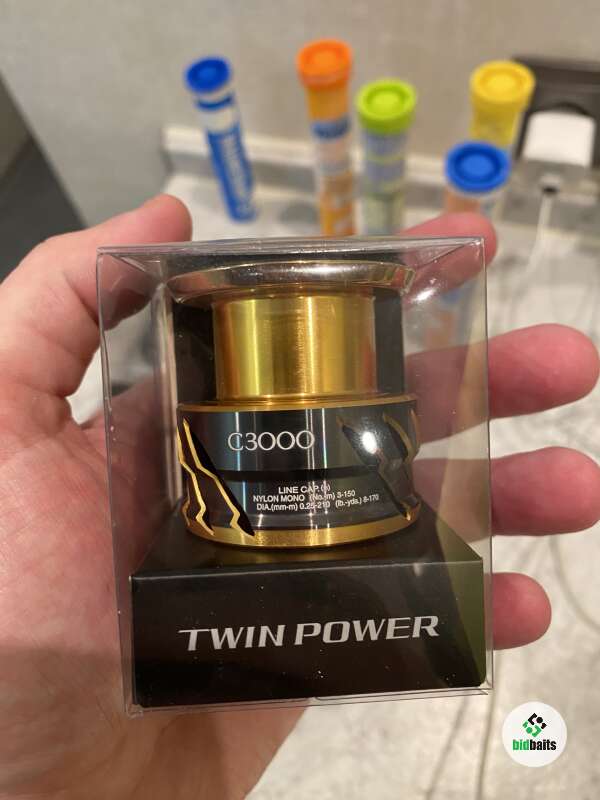 C3000
LINE CAP.(≈)
NYLON MONO (No.-m) 3-150
DIA.(mm-m) 0.25-210 (lb.-yds.) 8-170
TWIN POWER
bidbaits